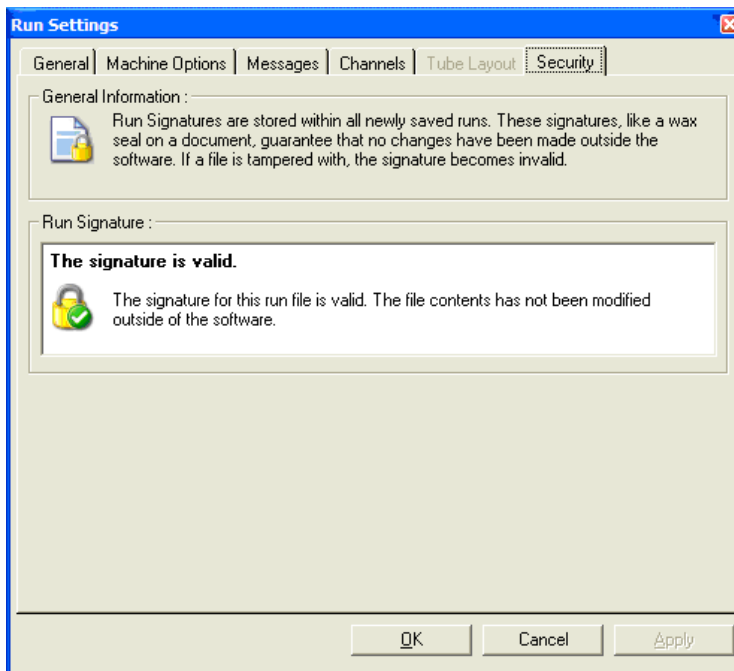 Run Settings
General Machine Options Messages Channels Tube Layout Security
General Information :
Run Signatures are stored within all newly saved runs. These signatures, like a wax
seal on a document, guarantee that no changes have been made outside the
software. If a file is tampered with, the signature becomes invalid.
Run Signature :
The signature is valid.
The signature for this run file is valid. The file contents has not been modified
outside of the software.
OK Cancel Apply